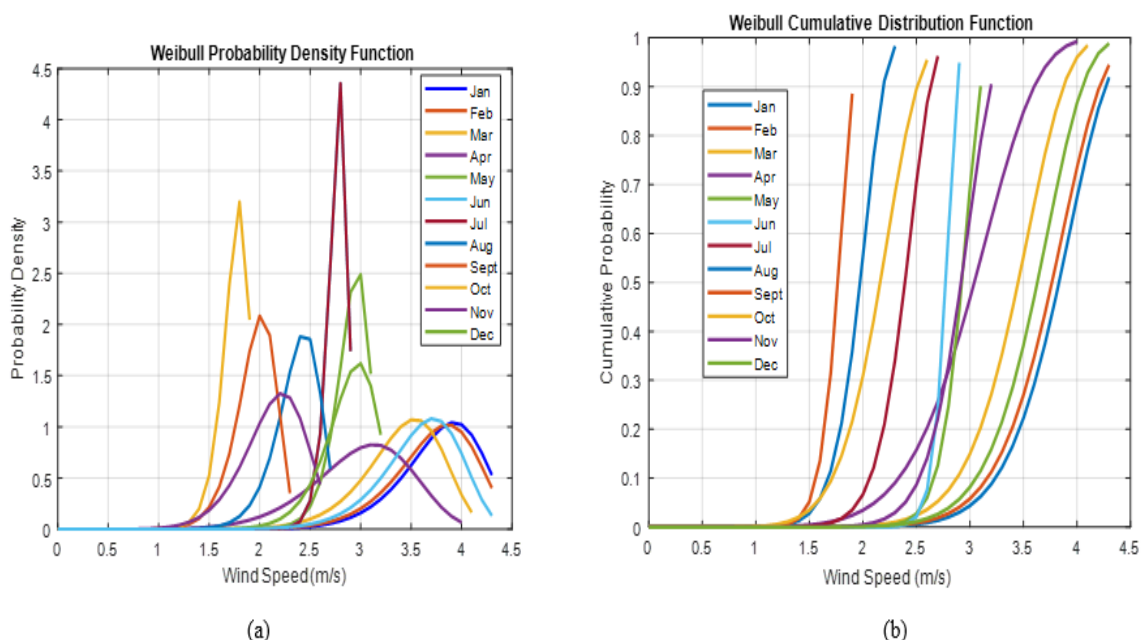 Weibull Probability Density Function
4.5
4
3.5
3
2.5
2
1.5
1
0.5
0
Probability Density
Jan
Feb
Mar
Apr
May
Jun
Jul
Aug
Sept
Oct
Nov
Dec
0 0.5 1 1.5 2 2.5 3 3.5 4 4.5
Wind Speed (m/s)
(a)
Weibull Cumulative Distribution Function
1
0.9
0.8
0.7
0.6
0.5
0.4
0.3
0.2
0.1
0
Cumulative Probability
Jan
Feb
Mar
Apr
May
Jun
Jul
Aug
Sept
Oct
Nov
Dec
0 0.5 1 1.5 2 2.5 3 3.5 4 4.5
Wind Speed (m/s)
(b)